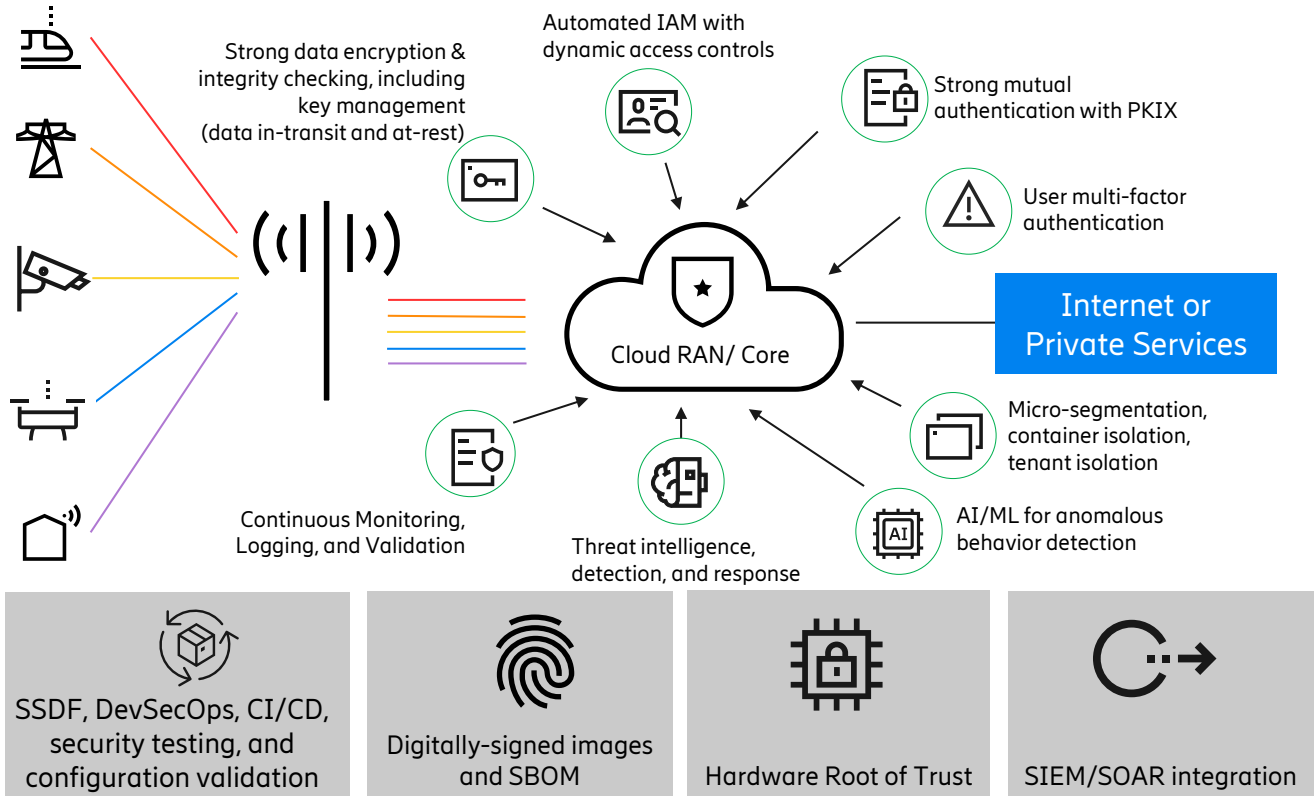 Automated IAM with
dynamic access controls
Strong data encryption &
integrity checking, including
key management
(data in-transit and at-rest)
Strong mutual
authentication with PKIX
User multi-factor
authentication
Internet or
Private Services
Cloud RAN/ Core
Micro-segmentation,
container isolation,
tenant isolation
AI
AI/ML for anomalous
behavior detection
Continuous Monitoring,
Logging, and Validation
Threat intelligence,
detection, and response
SSDF, DevSecOps, CI/CD,
security testing, and
configuration validation
Digitally-signed images
and SBOM
Hardware Root of Trust
SIEM/SOAR integration